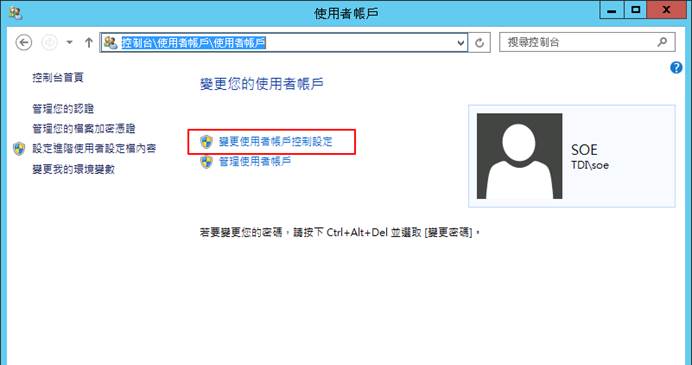 使用者帳戶
控制台\使用者帳戶\使用者帳戶
搜尋控制台
控制台首頁
管理您的認證
管理您的檔案加密憑證
設定進階使用者設定檔內容
變更我的環境變數
變更您的使用者帳戶
變更使用者帳戶控制設定
管理使用者帳戶
SOE
TDI\soe
若要變更您的密碼，請按下 Ctrl+Alt+Del 並選取 [變更密碼]。